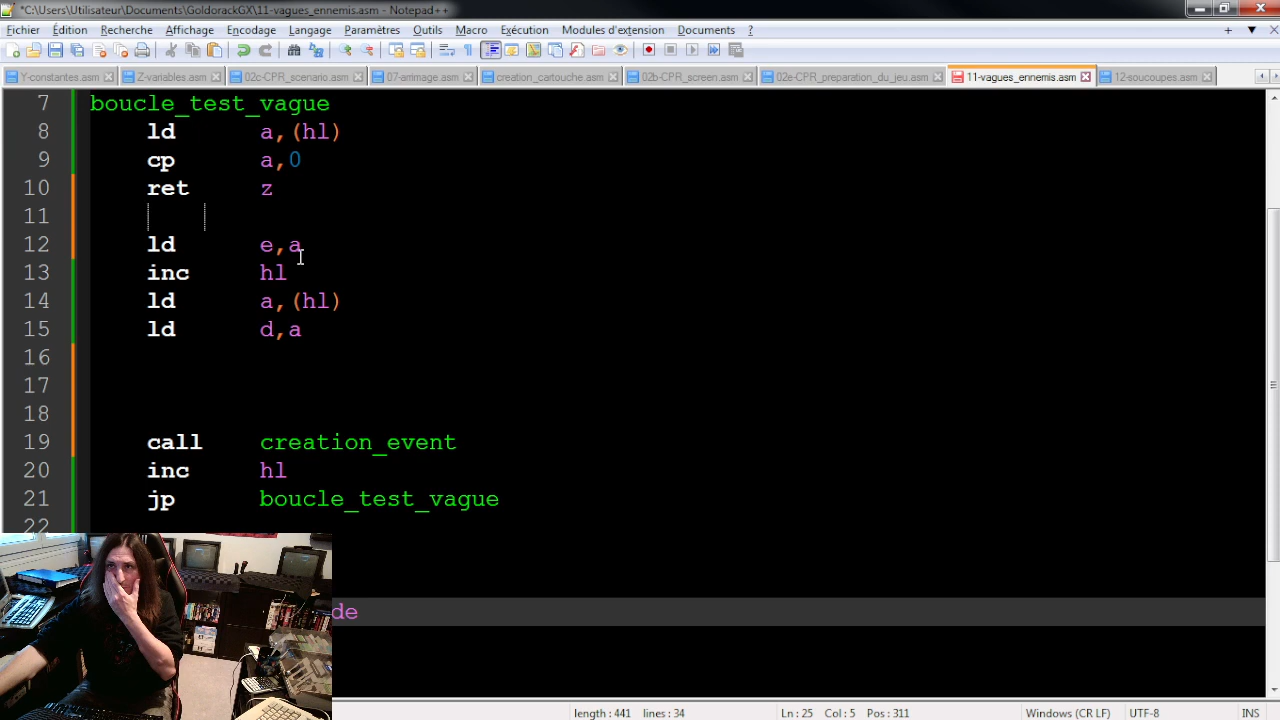 *C:\Users\Utilisateur\Documents\GoldorackGX\11-vagues_ennemis.asm - Notepad++
Fichier Édition Recherche Affichage Encodage Langage Paramètres Outils Macro Exécution Modules d'extension Documents ?
Y-constantes.asm Z-variables.asm 02c-CPR_scenario.asm 07-animage.asm creation_cartouche.asm 02b-CPR_screen.asm 02e-CPR_presentation_du_jeu.asm 11-vagues_ennemis.asm 12-soucoupes.asm
7 boucle_test_vague
8 ld a,(hl)
9 cp a,0
10 ret z
11
12 ld e,a
13 inc hl
14 ld a,(hl)
15 ld d,a
16
17
18
19 call creation_event
20 inc hl
21 jp boucle_test_vague
22
de
length : 441 lines : 34 Ln : 25 Col : 5 Pos : 311 Windows (CR LF) UTF-8 INS